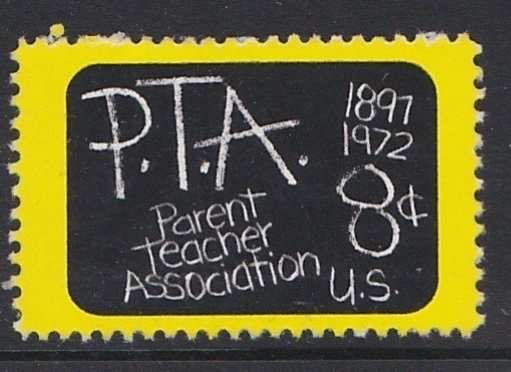 P.T.A.
Parent
teacher
Association
1897
1972
8¢
U.S.